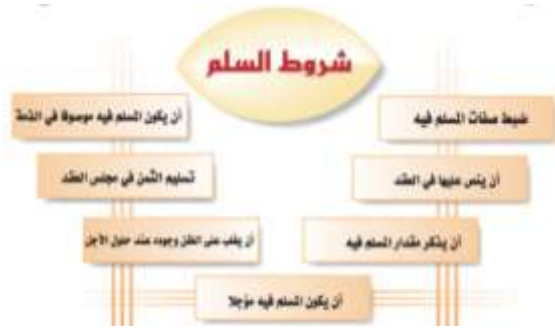 شروط السلم
ضبط صفات المسلم فيه
أن يكون المسلم فيه موصوفا في الذمة
أن ينص عليها في العقد
تسليم الثمن في مجلس العقد
أن يذكر مقدار المسلم فيه
أن يغلب على الظن وجوده عند حلول الأجل
أن يكون المسلم فيه مؤجلا